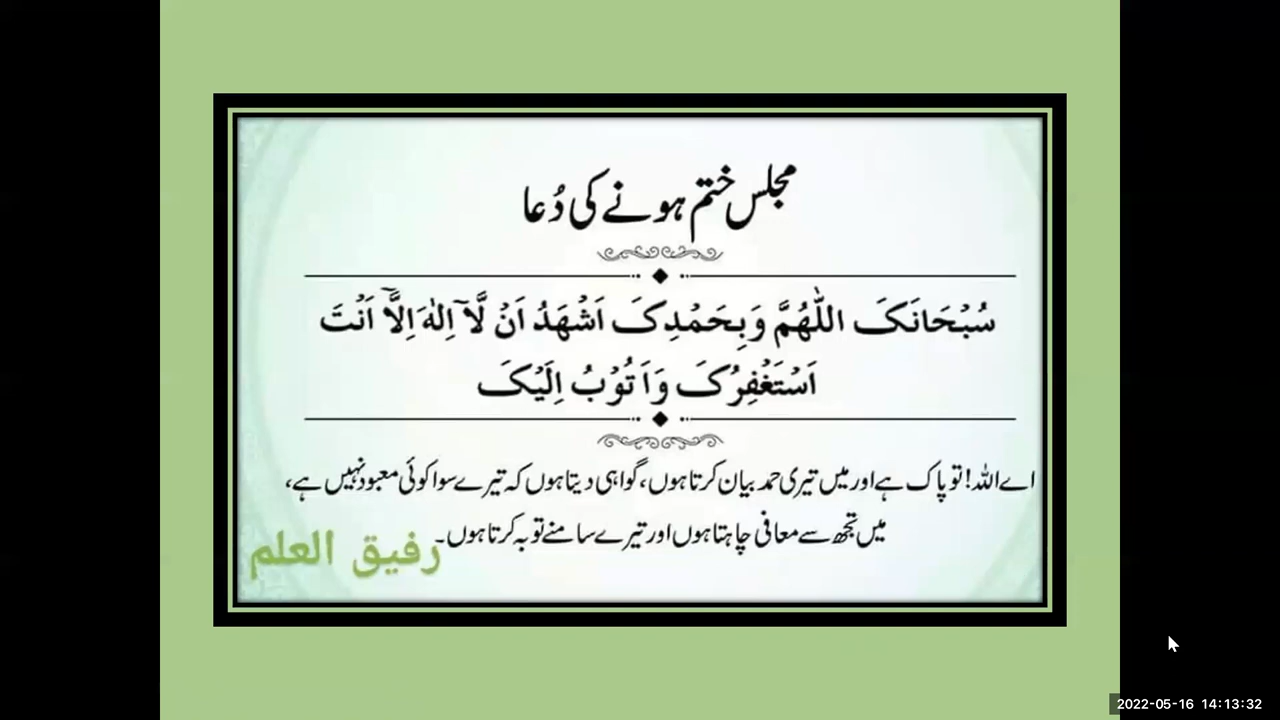 مجلس ختم ہونے کی دُعا
سُبْحَانَکَ اللّٰهُمَّ وَبِحَمْدِکَ اَشْهَدُ اَنْ لَّآ اِلٰهَ اِلَّآ اَنْتَ
اَسْتَغْفِرُکَ وَاَ تُوْبُ اِلَیْکَ
اے اللہ! تو پاک ہے اور میں تیری حمد بیان کرتا ہوں، گواہی دیتا ہوں کہ تیرے سوا کوئی معبود نہیں ہے،
میں تجھ سے معافی چاہتا ہوں اور تیرے سامنے توبہ کرتا ہوں۔
رفيق العلم
2022-05-16 14:13:32